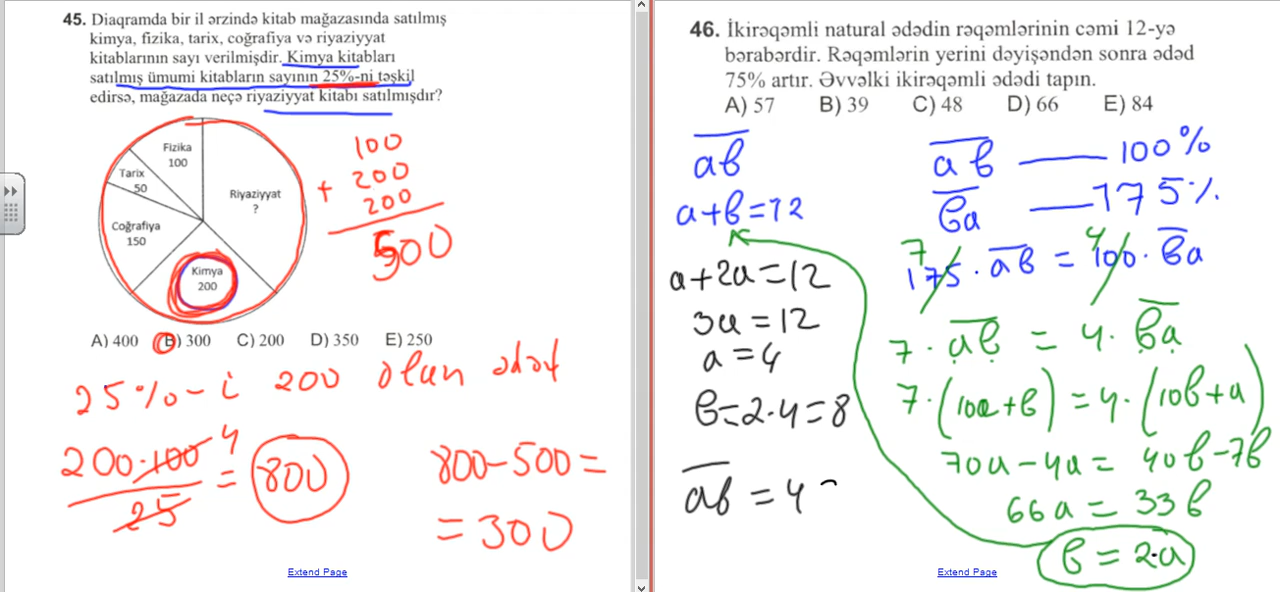 45. Diaqramda bir il ərzində kitab mağazasında satılmış
kimya, fizika, tarix, coğrafiya və riyaziyyat
kitablarının sayı verilmişdir. Kimya kitabları
satılmış ümumi kitabların sayının 25%-ni təşkil
edirsə, mağazada neçə riyaziyyat kitabı satılmışdır?
Fizika
100
Tarix
50
Riyaziyyat
?
Coğrafiya
150
Kimya
200
100
+ 200
200
500
A) 400 B) 300 C) 200 D) 350 E) 250
25%-i 200 olan ədəd
200·100 4
25
= 800
800-500=
=300
Extend Page
46. İkirəqəmli natural ədədin rəqəmlərinin cəmi 12-yə
bərabərdir. Rəqəmlərin yerini dəyişəndən sonra ədəd
75% artır. Əvvəlki ikirəqəmli ədədi tapın.
A) 57 B) 39 C) 48 D) 66 E) 84
ab
a+b=12
a+2a=12
3a=12
a=4
b=2·4=8
ab=4
ab — 100%
ba — 175%
7 4
175·ab=100·ba
7·ab=4·ba
7·(10a+b)=4·(10b+a)
70a-4a=40b-7b
66a=33b
b=2·a
Extend Page